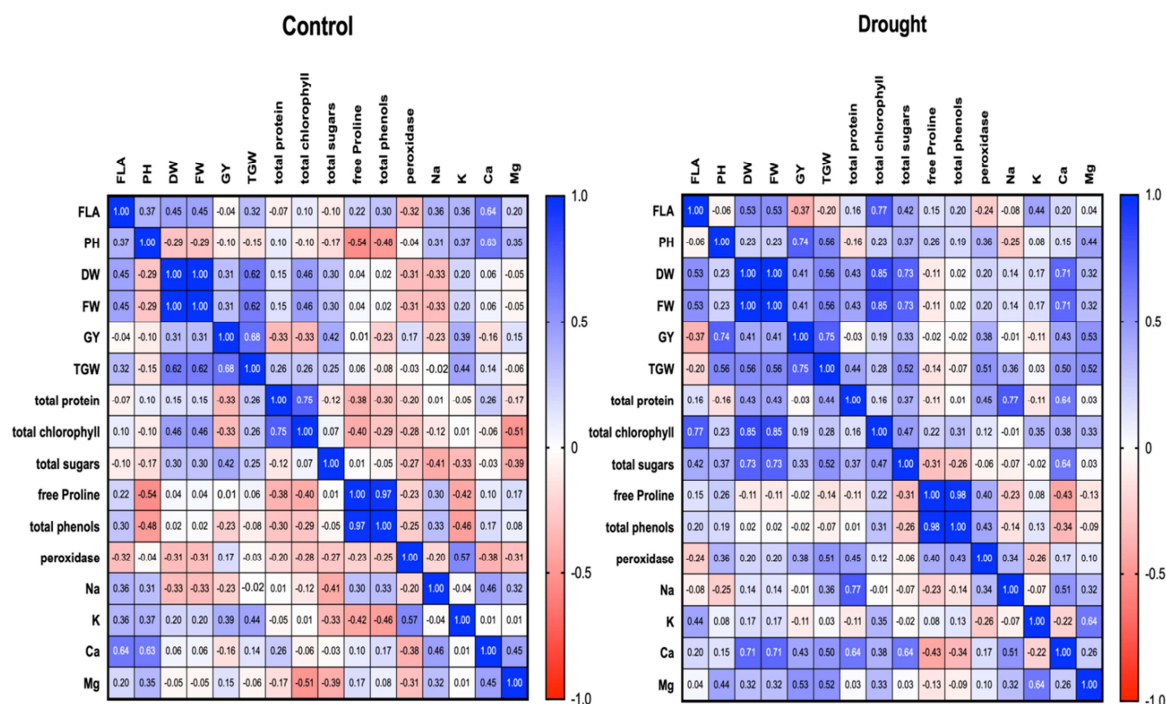 Control
FLA PH DW FW GY TGW total protein total chlorophyll total sugars free Proline total phenols peroxidase Na K Ca Mg
FLA 1.00 0.37 0.45 0.45 -0.04 0.32 -0.07 0.10 -0.10 0.22 0.30 -0.32 0.36 0.36 0.64 0.20
PH 0.37 1.00 -0.29 -0.29 -0.10 -0.15 0.10 -0.10 -0.17 -0.54 -0.48 -0.04 0.31 0.37 0.63 0.35
DW 0.45 -0.29 1.00 1.00 0.31 0.62 0.15 0.46 0.30 0.04 0.02 -0.31 -0.33 0.20 0.06 -0.05
FW 0.45 -0.29 1.00 1.00 0.31 0.62 0.15 0.46 0.30 0.04 0.02 -0.31 -0.33 0.20 0.06 -0.05
GY -0.04 -0.10 0.31 0.31 1.00 0.68 -0.33 -0.33 0.42 0.01 -0.23 0.17 -0.23 0.39 -0.16 0.15
TGW 0.32 -0.15 0.62 0.62 0.68 1.00 0.26 0.26 0.25 0.06 -0.08 -0.03 -0.02 0.44 0.14 -0.06
total protein -0.07 0.10 0.15 0.15 -0.33 0.26 1.00 0.75 -0.12 -0.38 -0.30 -0.20 0.01 -0.05 0.26 -0.17
total chlorophyll 0.10 -0.10 0.46 0.46 -0.33 0.26 0.75 1.00 0.07 -0.40 -0.29 -0.28 -0.12 0.01 -0.06 -0.51
total sugars -0.10 -0.17 0.30 0.30 0.42 0.25 -0.12 0.07 1.00 -0.01 -0.05 -0.27 -0.41 -0.33 -0.03 -0.39
free Proline 0.22 -0.54 0.04 0.04 0.01 0.06 -0.38 -0.40 -0.01 1.00 0.97 -0.23 0.30 -0.42 0.10 0.17
total phenols 0.30 -0.48 0.02 0.02 -0.23 -0.08 -0.30 -0.29 -0.05 0.97 1.00 -0.25 0.33 -0.46 0.17 0.08
peroxidase -0.32 -0.04 -0.31 -0.31 0.17 -0.03 -0.20 -0.28 -0.27 -0.23 -0.25 1.00 -0.20 0.57 -0.38 -0.31
Na 0.36 0.31 -0.33 -0.33 -0.23 -0.02 0.01 -0.12 -0.41 0.30 0.33 -0.20 1.00 -0.04 0.46 0.32
K 0.36 0.37 0.20 0.20 0.39 0.44 -0.05 0.01 -0.33 -0.42 -0.46 0.57 -0.04 1.00 0.01 0.01
Ca 0.64 0.63 0.06 0.06 -0.16 0.14 0.26 -0.06 -0.03 0.10 0.17 -0.38 0.46 0.01 1.00 0.45
Mg 0.20 0.35 -0.05 -0.05 0.15 -0.06 -0.17 -0.51 -0.39 0.17 0.08 -0.31 0.32 0.01 0.45 1.00
1.0
0.5
0
-0.5
-1.0
Drought
FLA PH DW FW GY TGW total protein total chlorophyll total sugars free Proline total phenols peroxidase Na K Ca Mg
FLA 1.00 -0.06 0.53 0.53 -0.37 -0.20 0.16 0.77 0.42 0.15 0.20 -0.24 -0.08 0.44 0.20 0.04
PH -0.06 1.00 0.23 0.23 0.74 0.56 -0.16 0.23 0.37 0.26 0.19 0.36 -0.25 0.08 0.15 0.44
DW 0.53 0.23 1.00 1.00 0.41 0.56 0.43 0.85 0.73 -0.11 0.02 0.20 0.14 0.17 0.71 0.32
FW 0.53 0.23 1.00 1.00 0.41 0.56 0.43 0.85 0.73 -0.11 0.02 0.20 0.14 0.17 0.71 0.32
GY -0.37 0.74 0.41 0.41 1.00 0.75 -0.03 0.19 0.33 -0.02 -0.02 0.38 -0.01 -0.11 0.43 0.53
TGW -0.20 0.56 0.56 0.56 0.75 1.00 0.44 0.28 0.52 -0.14 -0.07 0.51 0.36 0.03 0.50 0.52
total protein 0.16 -0.16 0.43 0.43 -0.03 0.44 1.00 0.16 0.37 -0.11 0.01 0.45 0.77 -0.11 0.64 0.03
total chlorophyll 0.77 0.23 0.85 0.85 0.19 0.28 0.16 1.00 0.47 0.22 0.31 0.12 -0.01 0.35 0.38 0.33
total sugars 0.42 0.37 0.73 0.73 0.33 0.52 0.37 0.47 1.00 -0.31 -0.26 -0.06 -0.07 -0.02 0.64 0.03
free Proline 0.15 0.26 -0.11 -0.11 -0.02 -0.14 -0.11 0.22 -0.31 1.00 0.98 0.40 -0.23 0.08 -0.43 -0.13
total phenols 0.20 0.19 0.02 0.02 -0.02 -0.07 0.01 0.31 -0.26 0.98 1.00 0.43 -0.14 0.13 -0.34 -0.09
peroxidase -0.24 0.36 0.20 0.20 0.38 0.51 0.45 0.12 -0.06 0.40 0.43 1.00 0.34 -0.26 0.17 0.10
Na -0.08 -0.25 0.14 0.14 -0.01 0.36 0.77 -0.01 -0.07 -0.23 -0.14 0.34 1.00 -0.07 0.51 0.32
K 0.44 0.08 0.17 0.17 -0.11 0.03 -0.11 0.35 -0.02 0.08 0.13 -0.26 -0.07 1.00 -0.22 0.64
Ca 0.20 0.15 0.71 0.71 0.43 0.50 0.64 0.38 0.64 -0.43 -0.34 0.17 0.51 -0.22 1.00 0.26
Mg 0.04 0.44 0.32 0.32 0.53 0.52 0.03 0.33 0.03 -0.13 -0.09 0.10 0.32 0.64 0.26 1.00
1.0
0.5
0
-0.5
-1.0